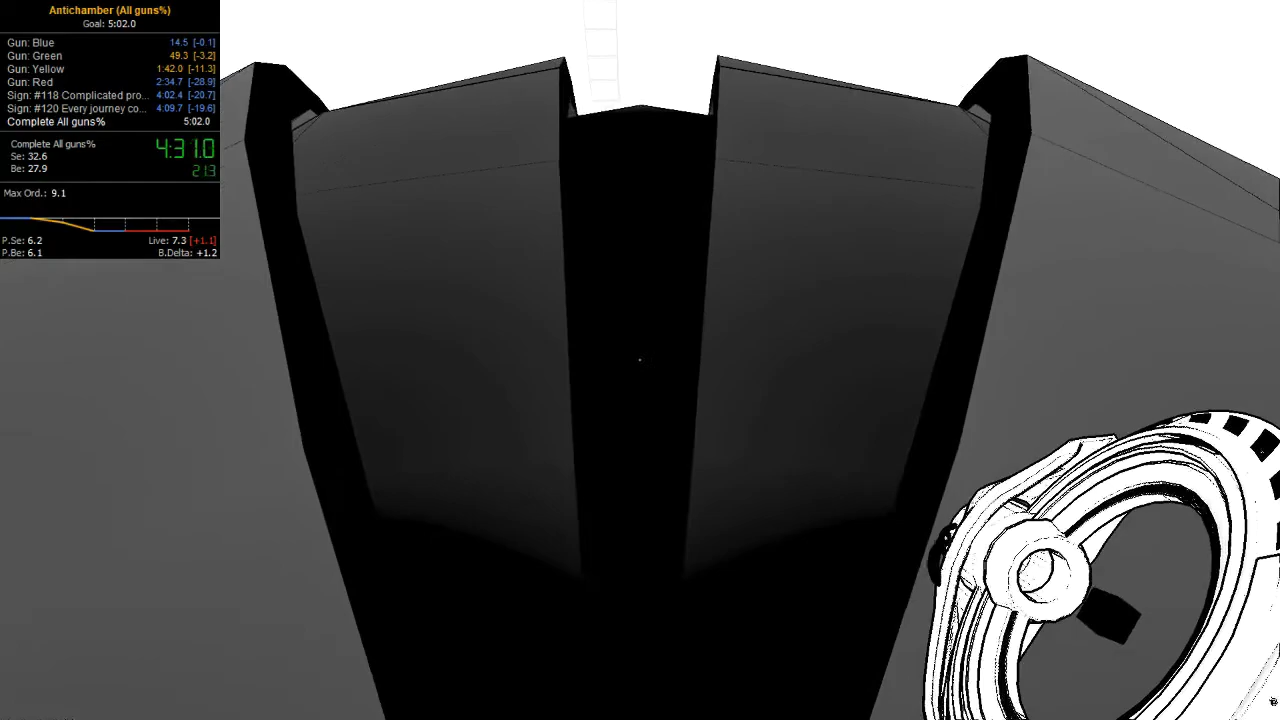 Antichamber (All guns%)
Goal: 5:02.0
Gun: Blue 14.5 [-0.1]
Gun: Green 49.3 [-3.2]
Gun: Yellow 1:42.0 [-11.3]
Gun: Red 2:34.7 [-28.9]
Sign: #118 Complicated pro... 4:02.4 [-20.7]
Sign: #120 Every journey co... 4:09.7 [-19.6]
Complete All guns% 5:02.0
Complete All guns% 4:31.0
Se: 32.6
Be: 27.9 21.3
Max Ord.: 9.1
P.Se: 6.2 Live: 7.3 [+1.1]
P.Be: 6.1 B.Delta: +1.2